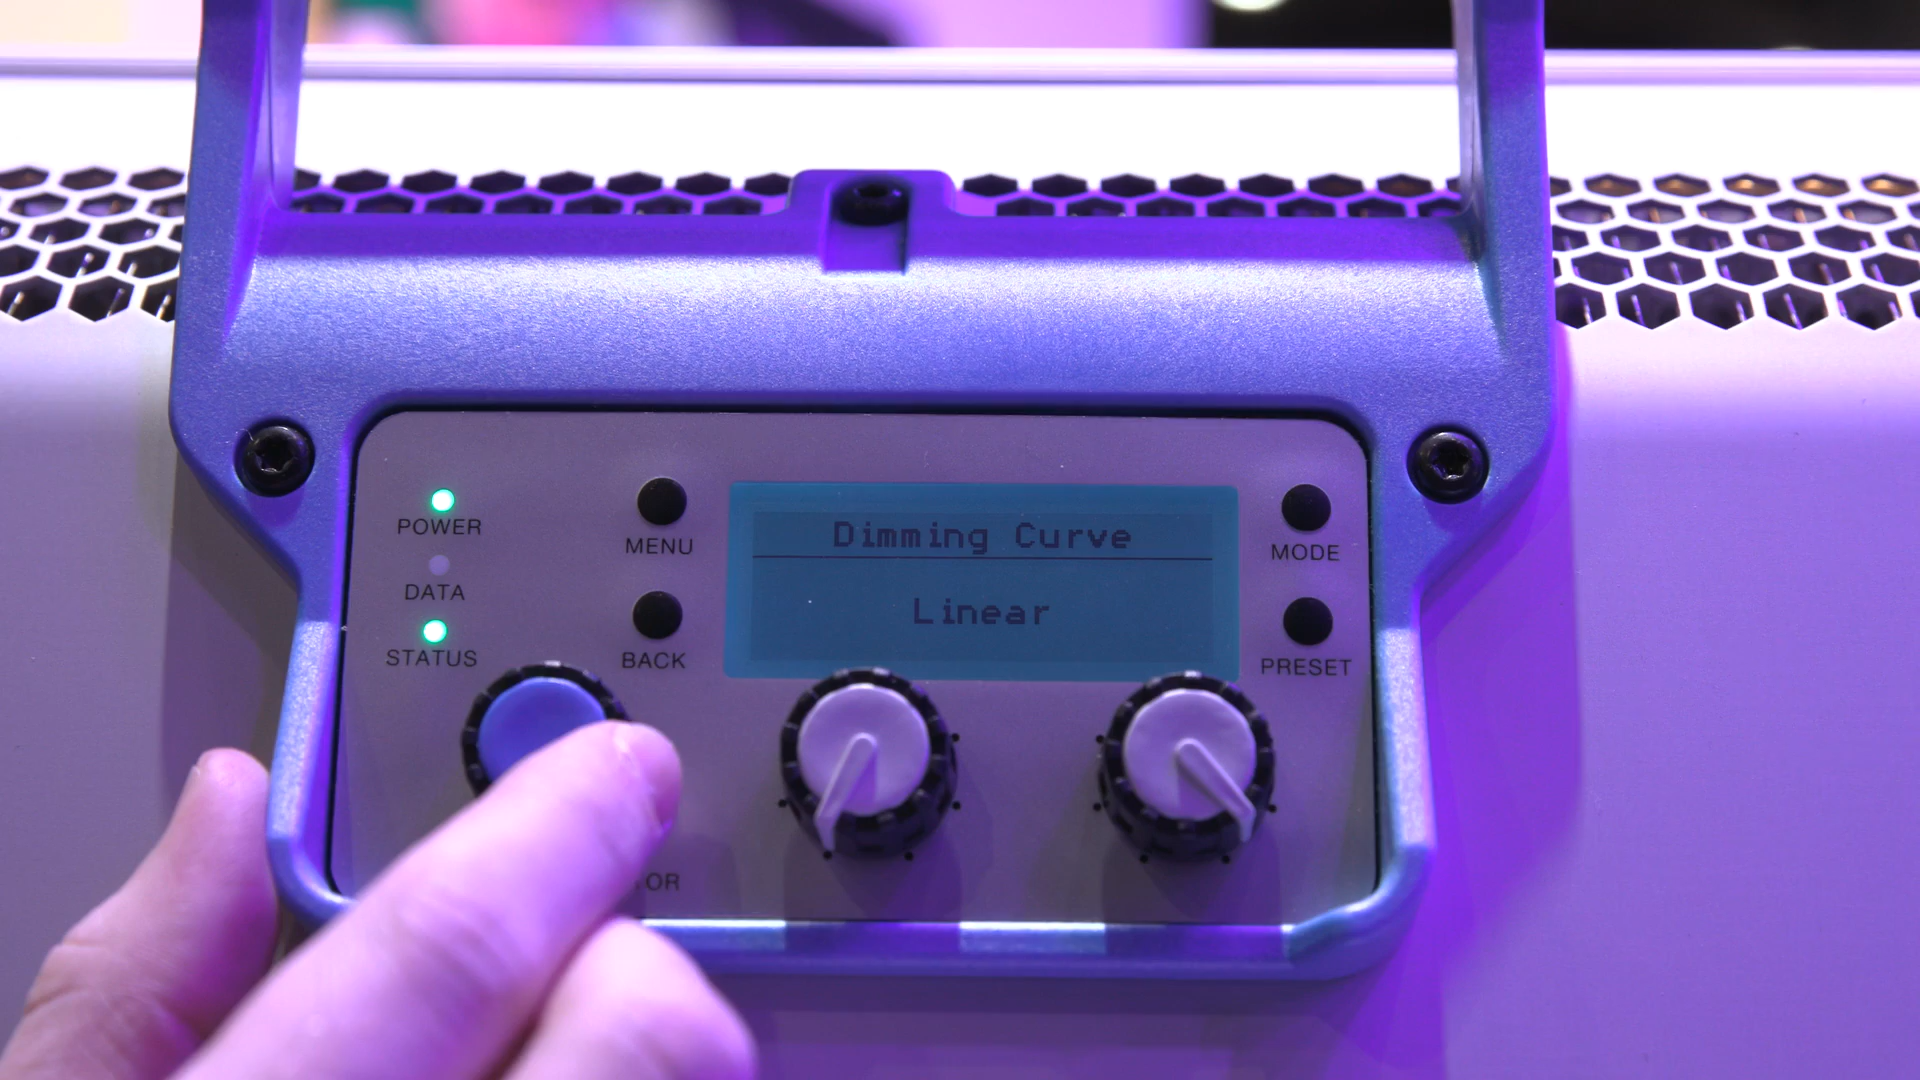 POWER
DATA
STATUS
MENU
BACK
Dimming Curve
Linear
MODE
PRESET